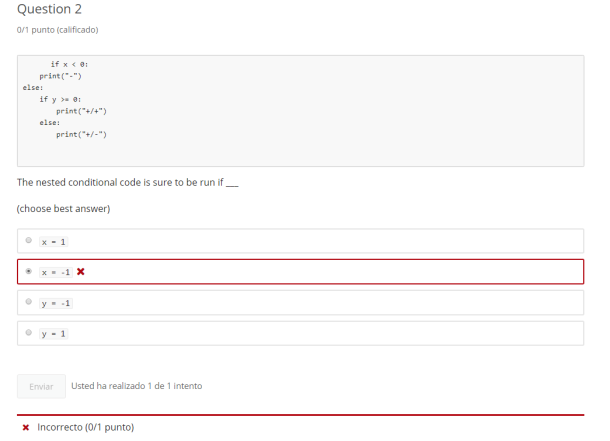 Question 2
0/1 punto (calificado)
if x < 0:
print("-")
else:
if y >= 0:
print("+/+")
else:
print("+/-")
The nested conditional code is sure to be run if ___
(choose best answer)
x = 1
x = -1 ✖
y = -1
y = 1
Enviar Usted ha realizado 1 de 1 intento
✖ Incorrecto (0/1 punto)